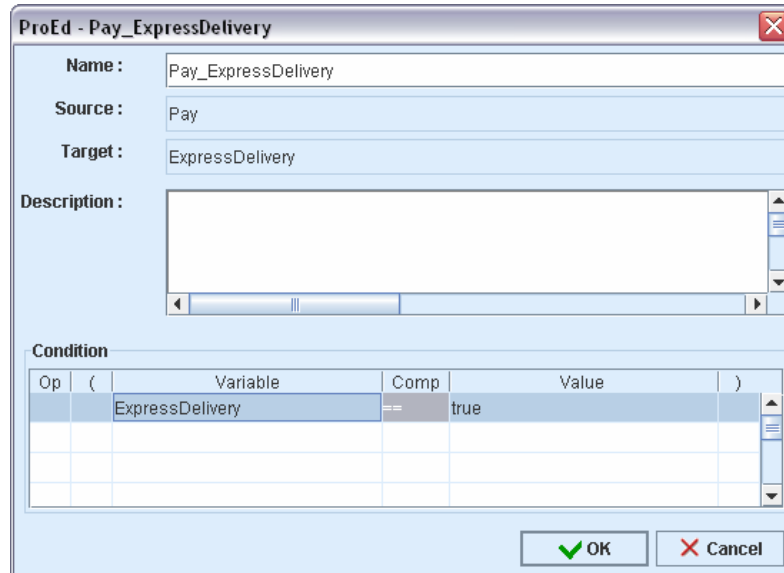 ProEd - Pay_ExpressDelivery
Name : Pay_ExpressDelivery
Source : Pay
Target : ExpressDelivery
Description :
Condition
Op ( Variable Comp Value )
ExpressDelivery == true
OK Cancel